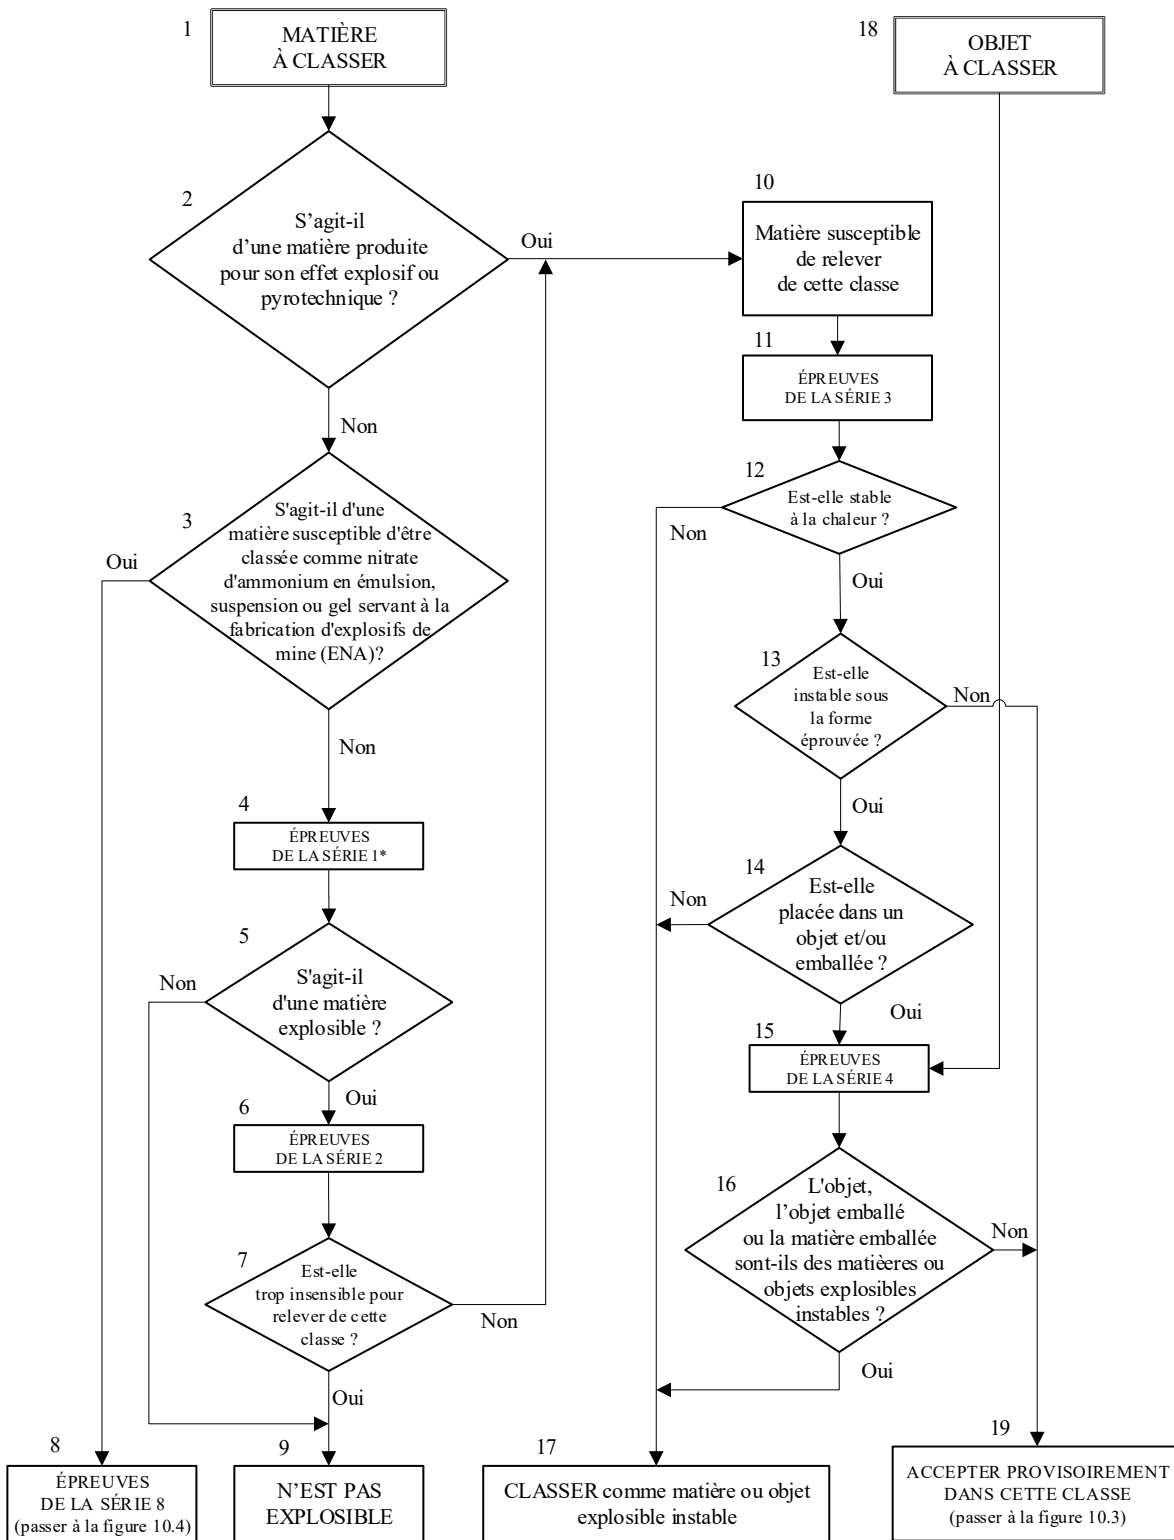 1
MATIÈRE
À CLASSER
2
S’agit-il
d’une matière produite
pour son effet explosif ou
pyrotechnique ?
Oui
Non
3
S'agit-il d'une
matière susceptible d'être
classée comme nitrate
d'ammonium en émulsion,
suspension ou gel servant à la
fabrication d'explosifs de
mine (ENA)?
Oui
Non
4
ÉPREUVES
DE LA SÉRIE 1*
5
S'agit-il
d'une matière
explosible ?
Non
Oui
6
ÉPREUVES
DE LA SÉRIE 2
7
Est-elle
trop insensible pour
relever de cette
classe ?
Non
Oui
8
ÉPREUVES
DE LA SÉRIE 8
(passer à la figure 10.4)
9
N’EST PAS
EXPLOSIBLE
10
Matière susceptible
de relever
de cette classe
11
ÉPREUVES
DE LA SÉRIE 3
12
Est-elle stable
à la chaleur ?
Non
Oui
13
Est-elle
instable sous
la forme
éprouvée ?
Non
Oui
14
Est-elle
placée dans un
objet et/ou
emballée ?
Non
Oui
15
ÉPREUVES
DE LA SÉRIE 4
16
L'objet,
l’objet emballé
ou la matière emballée
sont-ils des matièeres ou
objets explosibles
instables ?
Non
Oui
17
CLASSER comme matière ou objet
explosible instable
18
OBJET
À CLASSER
19
ACCEPTER PROVISOIREMENT
DANS CETTE CLASSE
(passer à la figure 10.3)